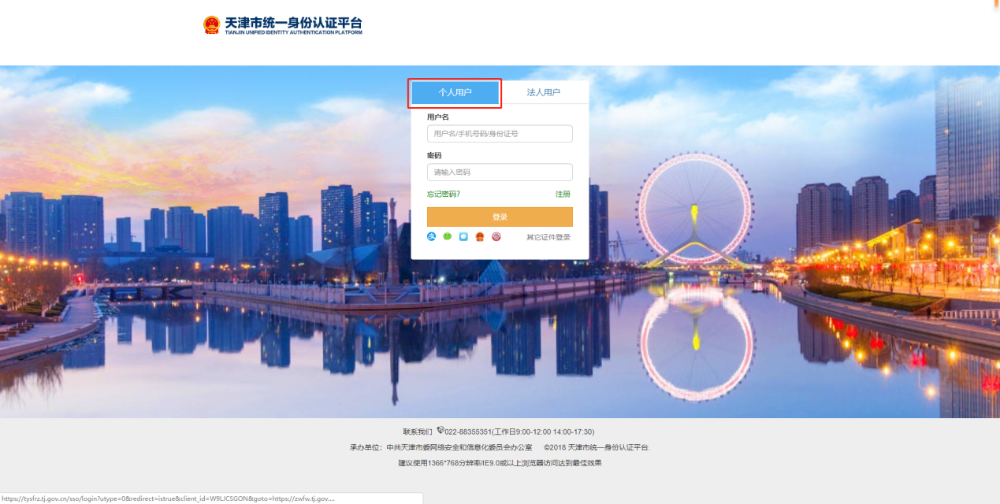 天津市统一身份认证平台
TIANJIN UNIFIED IDENTITY AUTHENTICATION PLATFORM
个人用户 法人用户
用户名
用户名/手机号码/身份证号
密码
请输入密码
忘记密码? 注册
登录
其它证件登录
联系我们 022-88355351(工作日9:00-12:00 14:00-17:30)
承办单位：中共天津市委网络安全和信息化委员会办公室 ©2018 天津市统一身份认证平台.
建议使用1366*768分辨率/IE9.0或以上浏览器访问达到最佳效果
https://tysfrz.tj.gov.cn/sso/login?utype=0&redirect=istrue&client_id=W9LJCSGON&goto=https://zwfw.tj.gov....